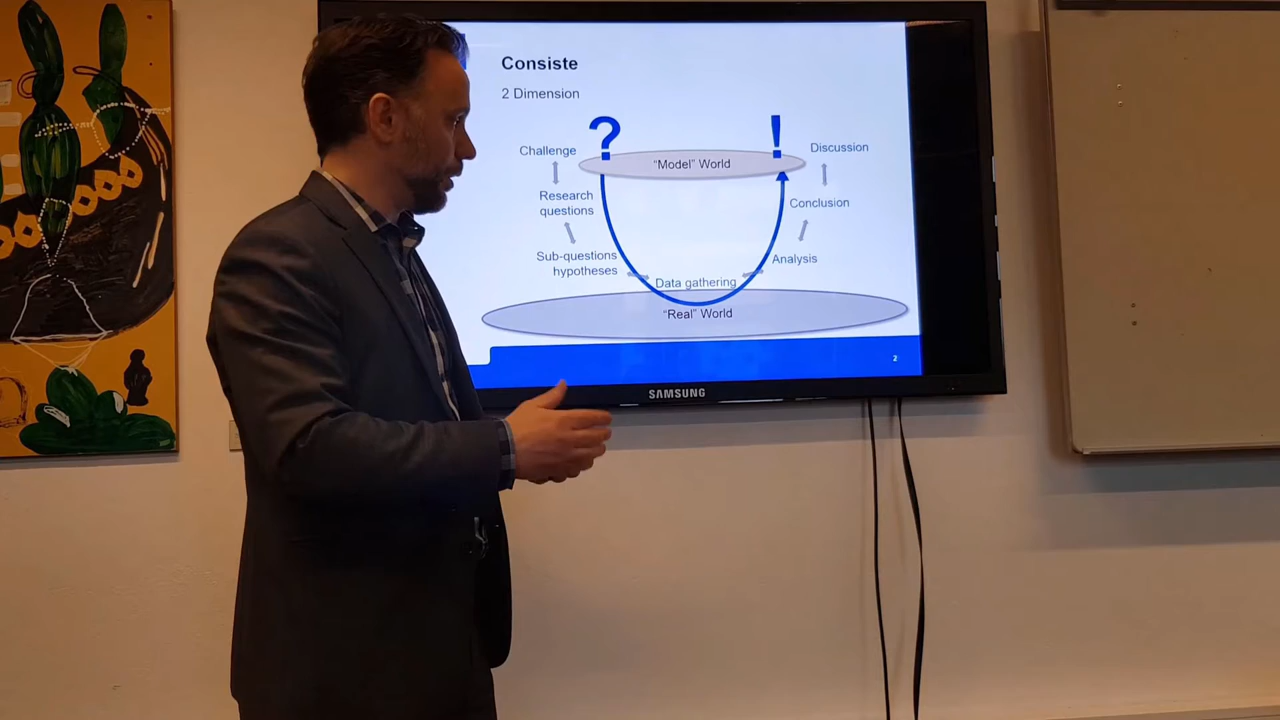 Consiste
2 Dimension
?
!
Challenge
"Model" World
Discussion
Research
questions
Conclusion
Sub-questions
hypotheses
Analysis
Data gathering
"Real" World
2
SAMSUNG